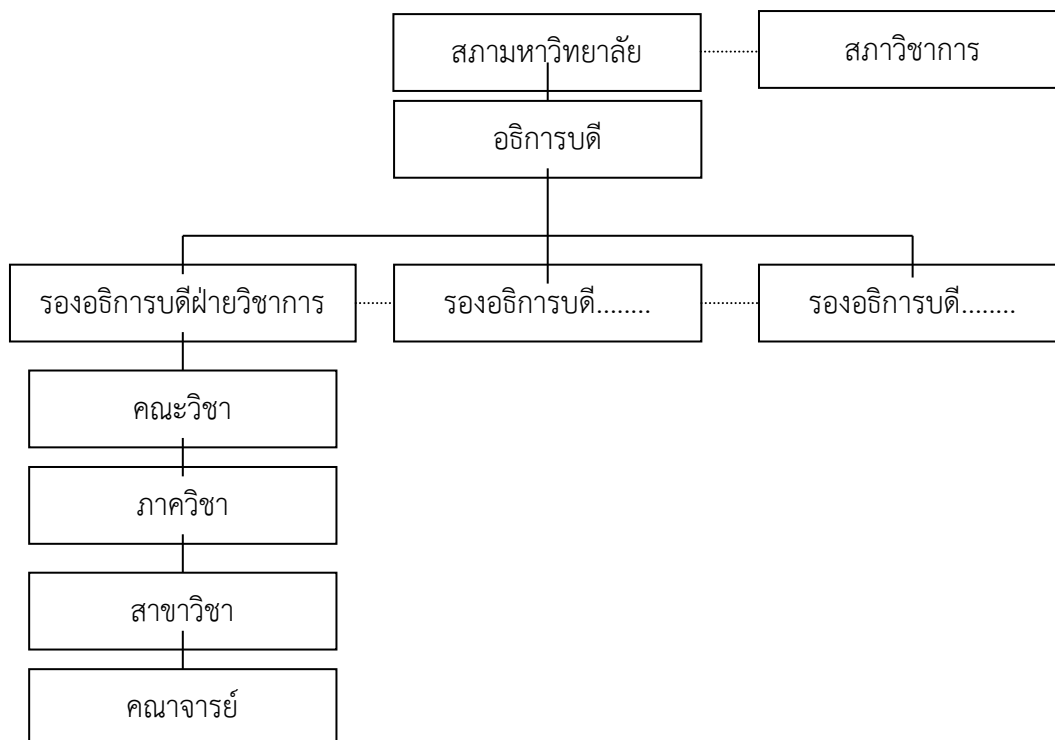 สภามหาวิทยาลัย
สภาวิชาการ
อธิการบดี
รองอธิการบดีฝ่ายวิชาการ
รองอธิการบดี........
รองอธิการบดี........
คณะวิชา
ภาควิชา
สาขาวิชา
คณาจารย์